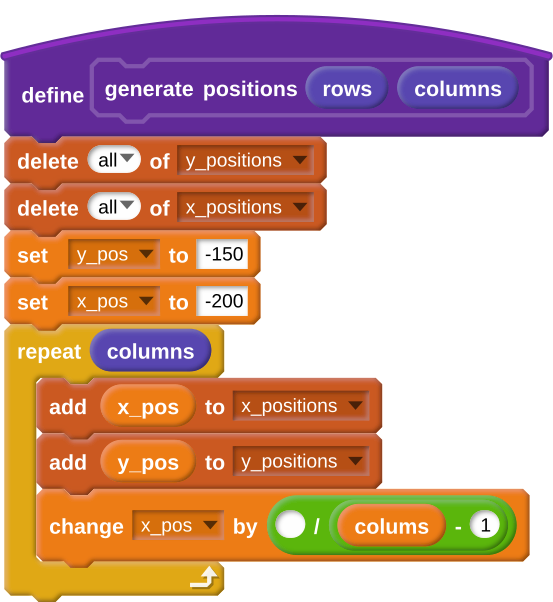 define generate positions rows columns
delete all of y_positions
delete all of x_positions
set y_pos to -150
set x_pos to -200
repeat columns
add x_pos to x_positions
add y_pos to y_positions
change x_pos by / colums - 1